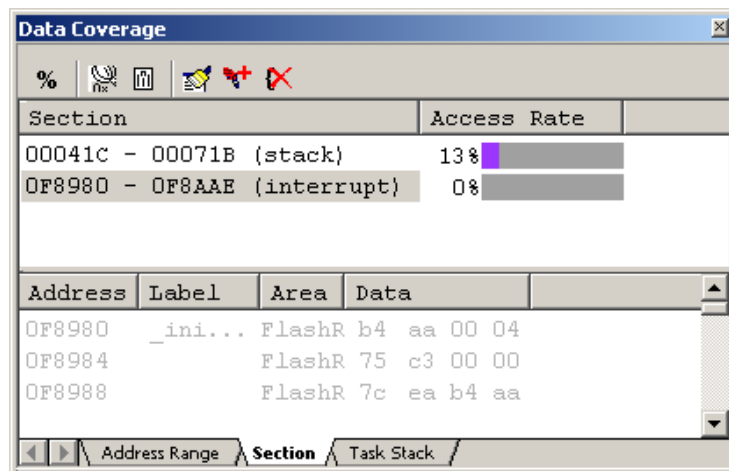 Data Coverage
%
Section Access Rate
00041C - 00071B (stack) 13%
0F8980 - 0F8AAE (interrupt) 0%
Address Label Area Data
0F8980 _ini... FlashR b4 aa 00 04
0F8984 FlashR 75 c3 00 00
0F8988 FlashR 7c ea b4 aa
Address Range Section Task Stack